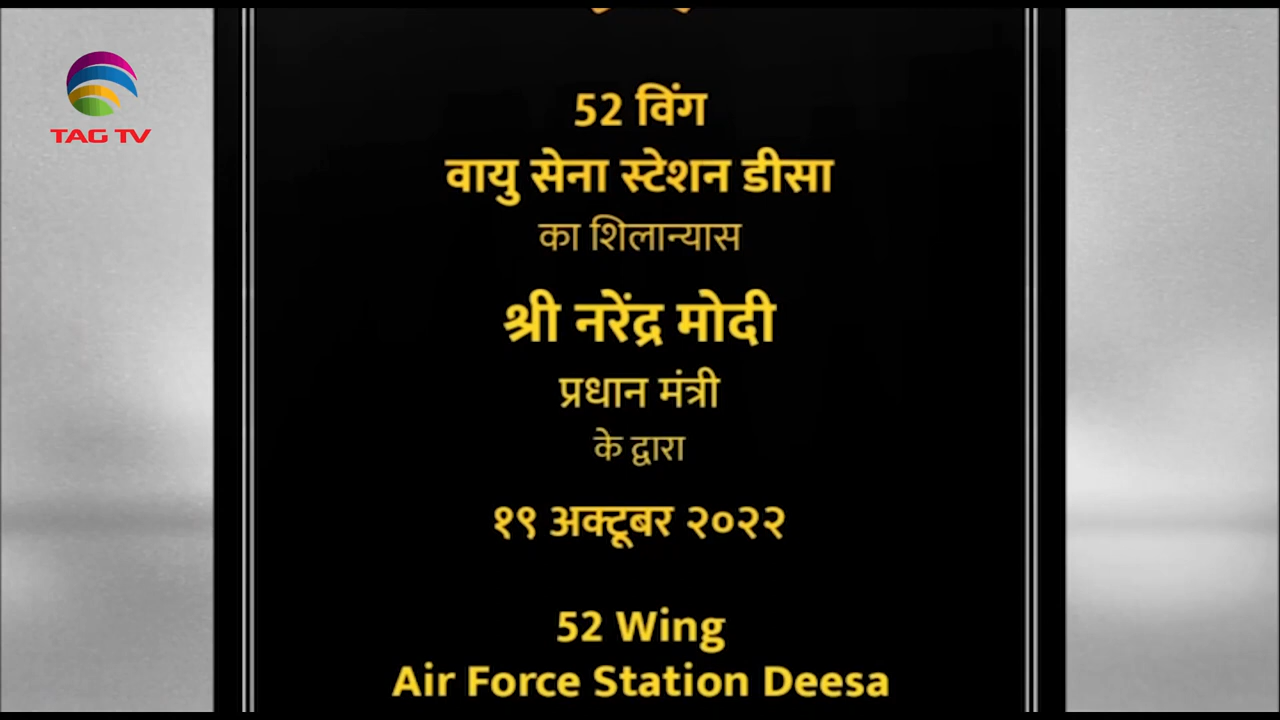 TAG TV
52 विंग
वायु सेना स्टेशन डीसा
का शिलान्यास
श्री नरेंद्र मोदी
प्रधान मंत्री
के द्वारा
१९ अक्टूबर २०२२
52 Wing
Air Force Station Deesa